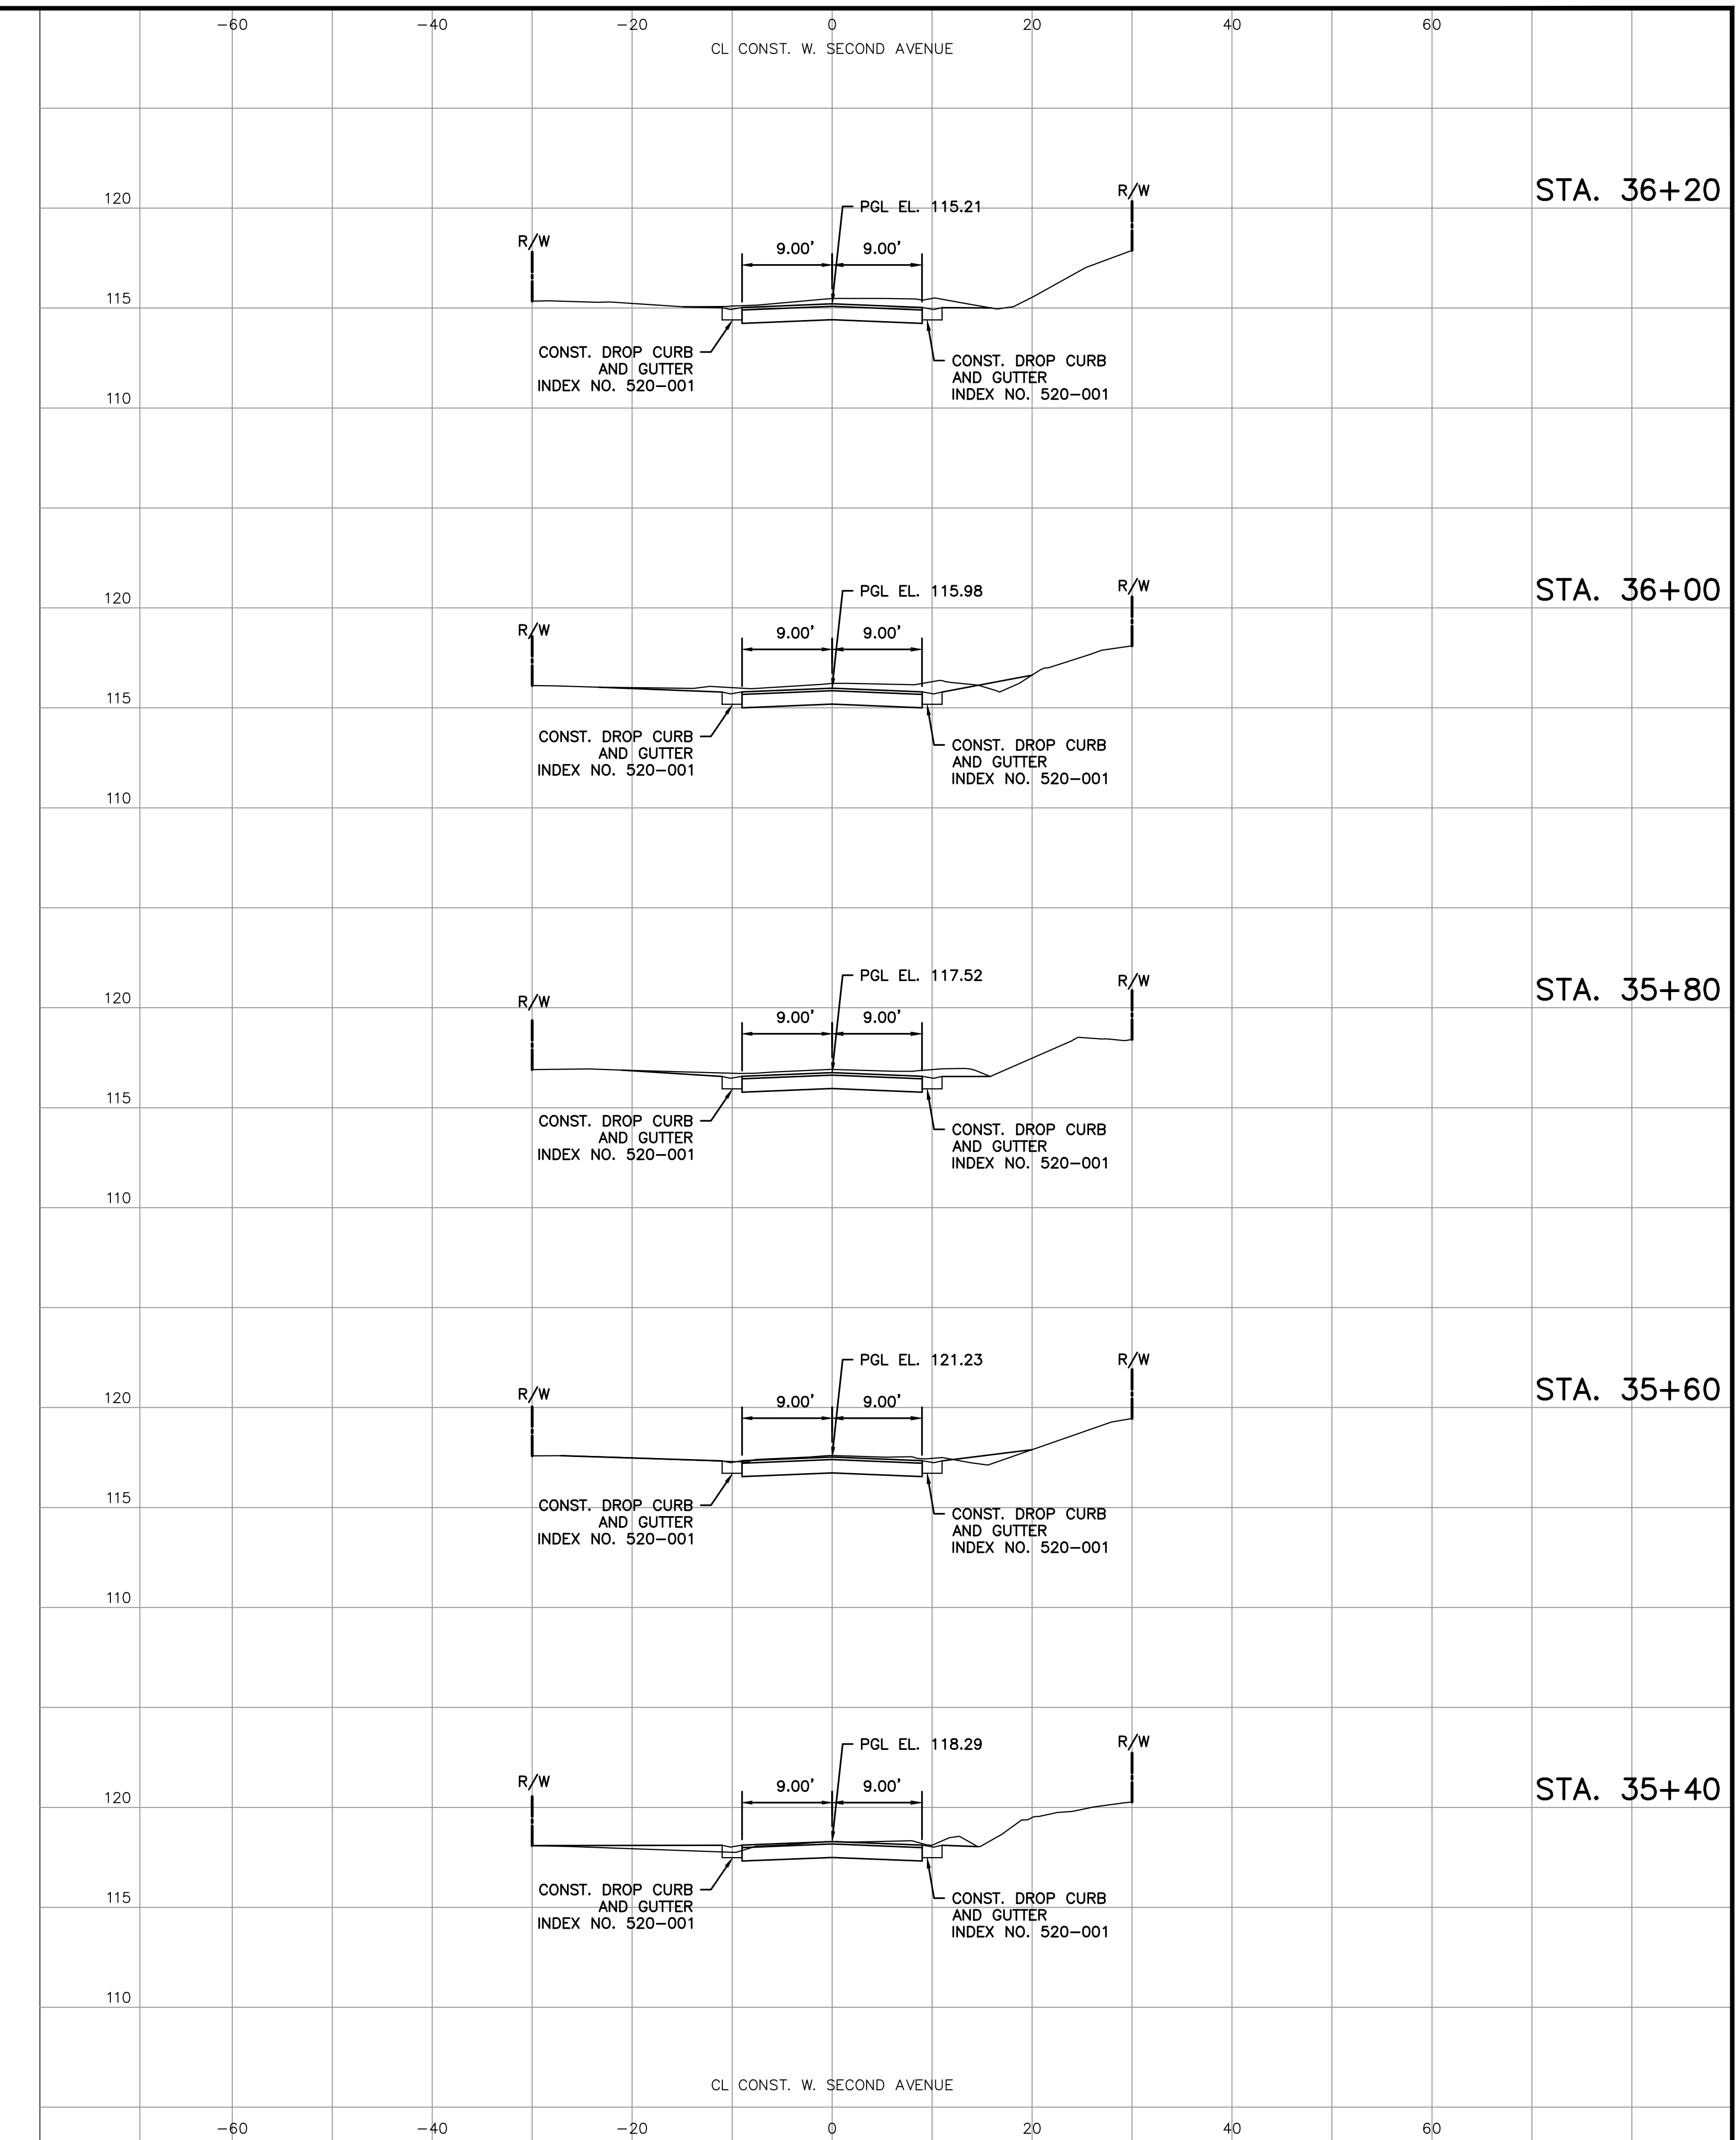 -60 -40 -20 0 20 40 60
CL CONST. W. SECOND AVENUE
STA. 36+20
120
R/W
R/W
PGL EL. 115.21
9.00' 9.00'
115
CONST. DROP CURB
AND GUTTER
INDEX NO. 520-001
CONST. DROP CURB
AND GUTTER
INDEX NO. 520-001
110
STA. 36+00
120
R/W
R/W
PGL EL. 115.98
9.00' 9.00'
115
CONST. DROP CURB
AND GUTTER
INDEX NO. 520-001
CONST. DROP CURB
AND GUTTER
INDEX NO. 520-001
110
STA. 35+80
120
R/W
R/W
PGL EL. 117.52
9.00' 9.00'
115
CONST. DROP CURB
AND GUTTER
INDEX NO. 520-001
CONST. DROP CURB
AND GUTTER
INDEX NO. 520-001
110
STA. 35+60
120
R/W
R/W
PGL EL. 121.23
9.00' 9.00'
115
CONST. DROP CURB
AND GUTTER
INDEX NO. 520-001
CONST. DROP CURB
AND GUTTER
INDEX NO. 520-001
110
STA. 35+40
120
R/W
R/W
PGL EL. 118.29
9.00' 9.00'
115
CONST. DROP CURB
AND GUTTER
INDEX NO. 520-001
CONST. DROP CURB
AND GUTTER
INDEX NO. 520-001
110
CL CONST. W. SECOND AVENUE
-60 -40 -20 0 20 40 60